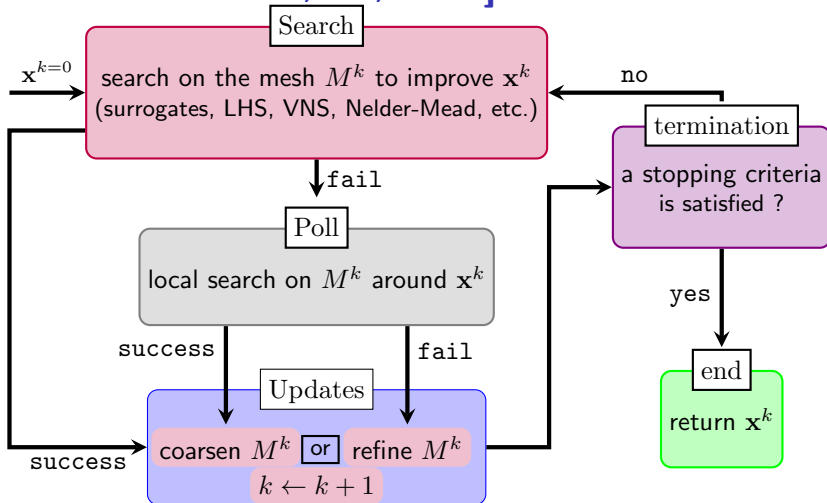 Search
x^{k=0}
search on the mesh M^k to improve x^k
(surrogates, LHS, VNS, Nelder-Mead, etc.)
no
termination
a stopping criteria
is satisfied ?
fail
Poll
local search on M^k around x^k
success
fail
yes
Updates
end
return x^k
coarsen M^k or refine M^k
success
k ← k + 1